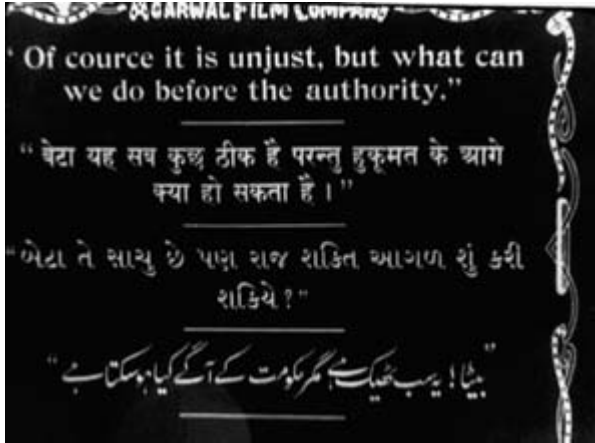 AGARWAL FILM COMPANY
' Of cource it is unjust, but what can
we do before the authority."
“ बेटा यह सब कुछ ठीक है परन्तु हुकूमत के आगे
क्या हो सकता है । ”
“બેટા તે સાચુ છે પણ રાજ શક્તિ આગળ શું કરી
શકિયે ? ”
”بیٹا ! یہ سب ٹھیک ہے مگر حکومت کے آگے کیا ہو سکتا ہے “